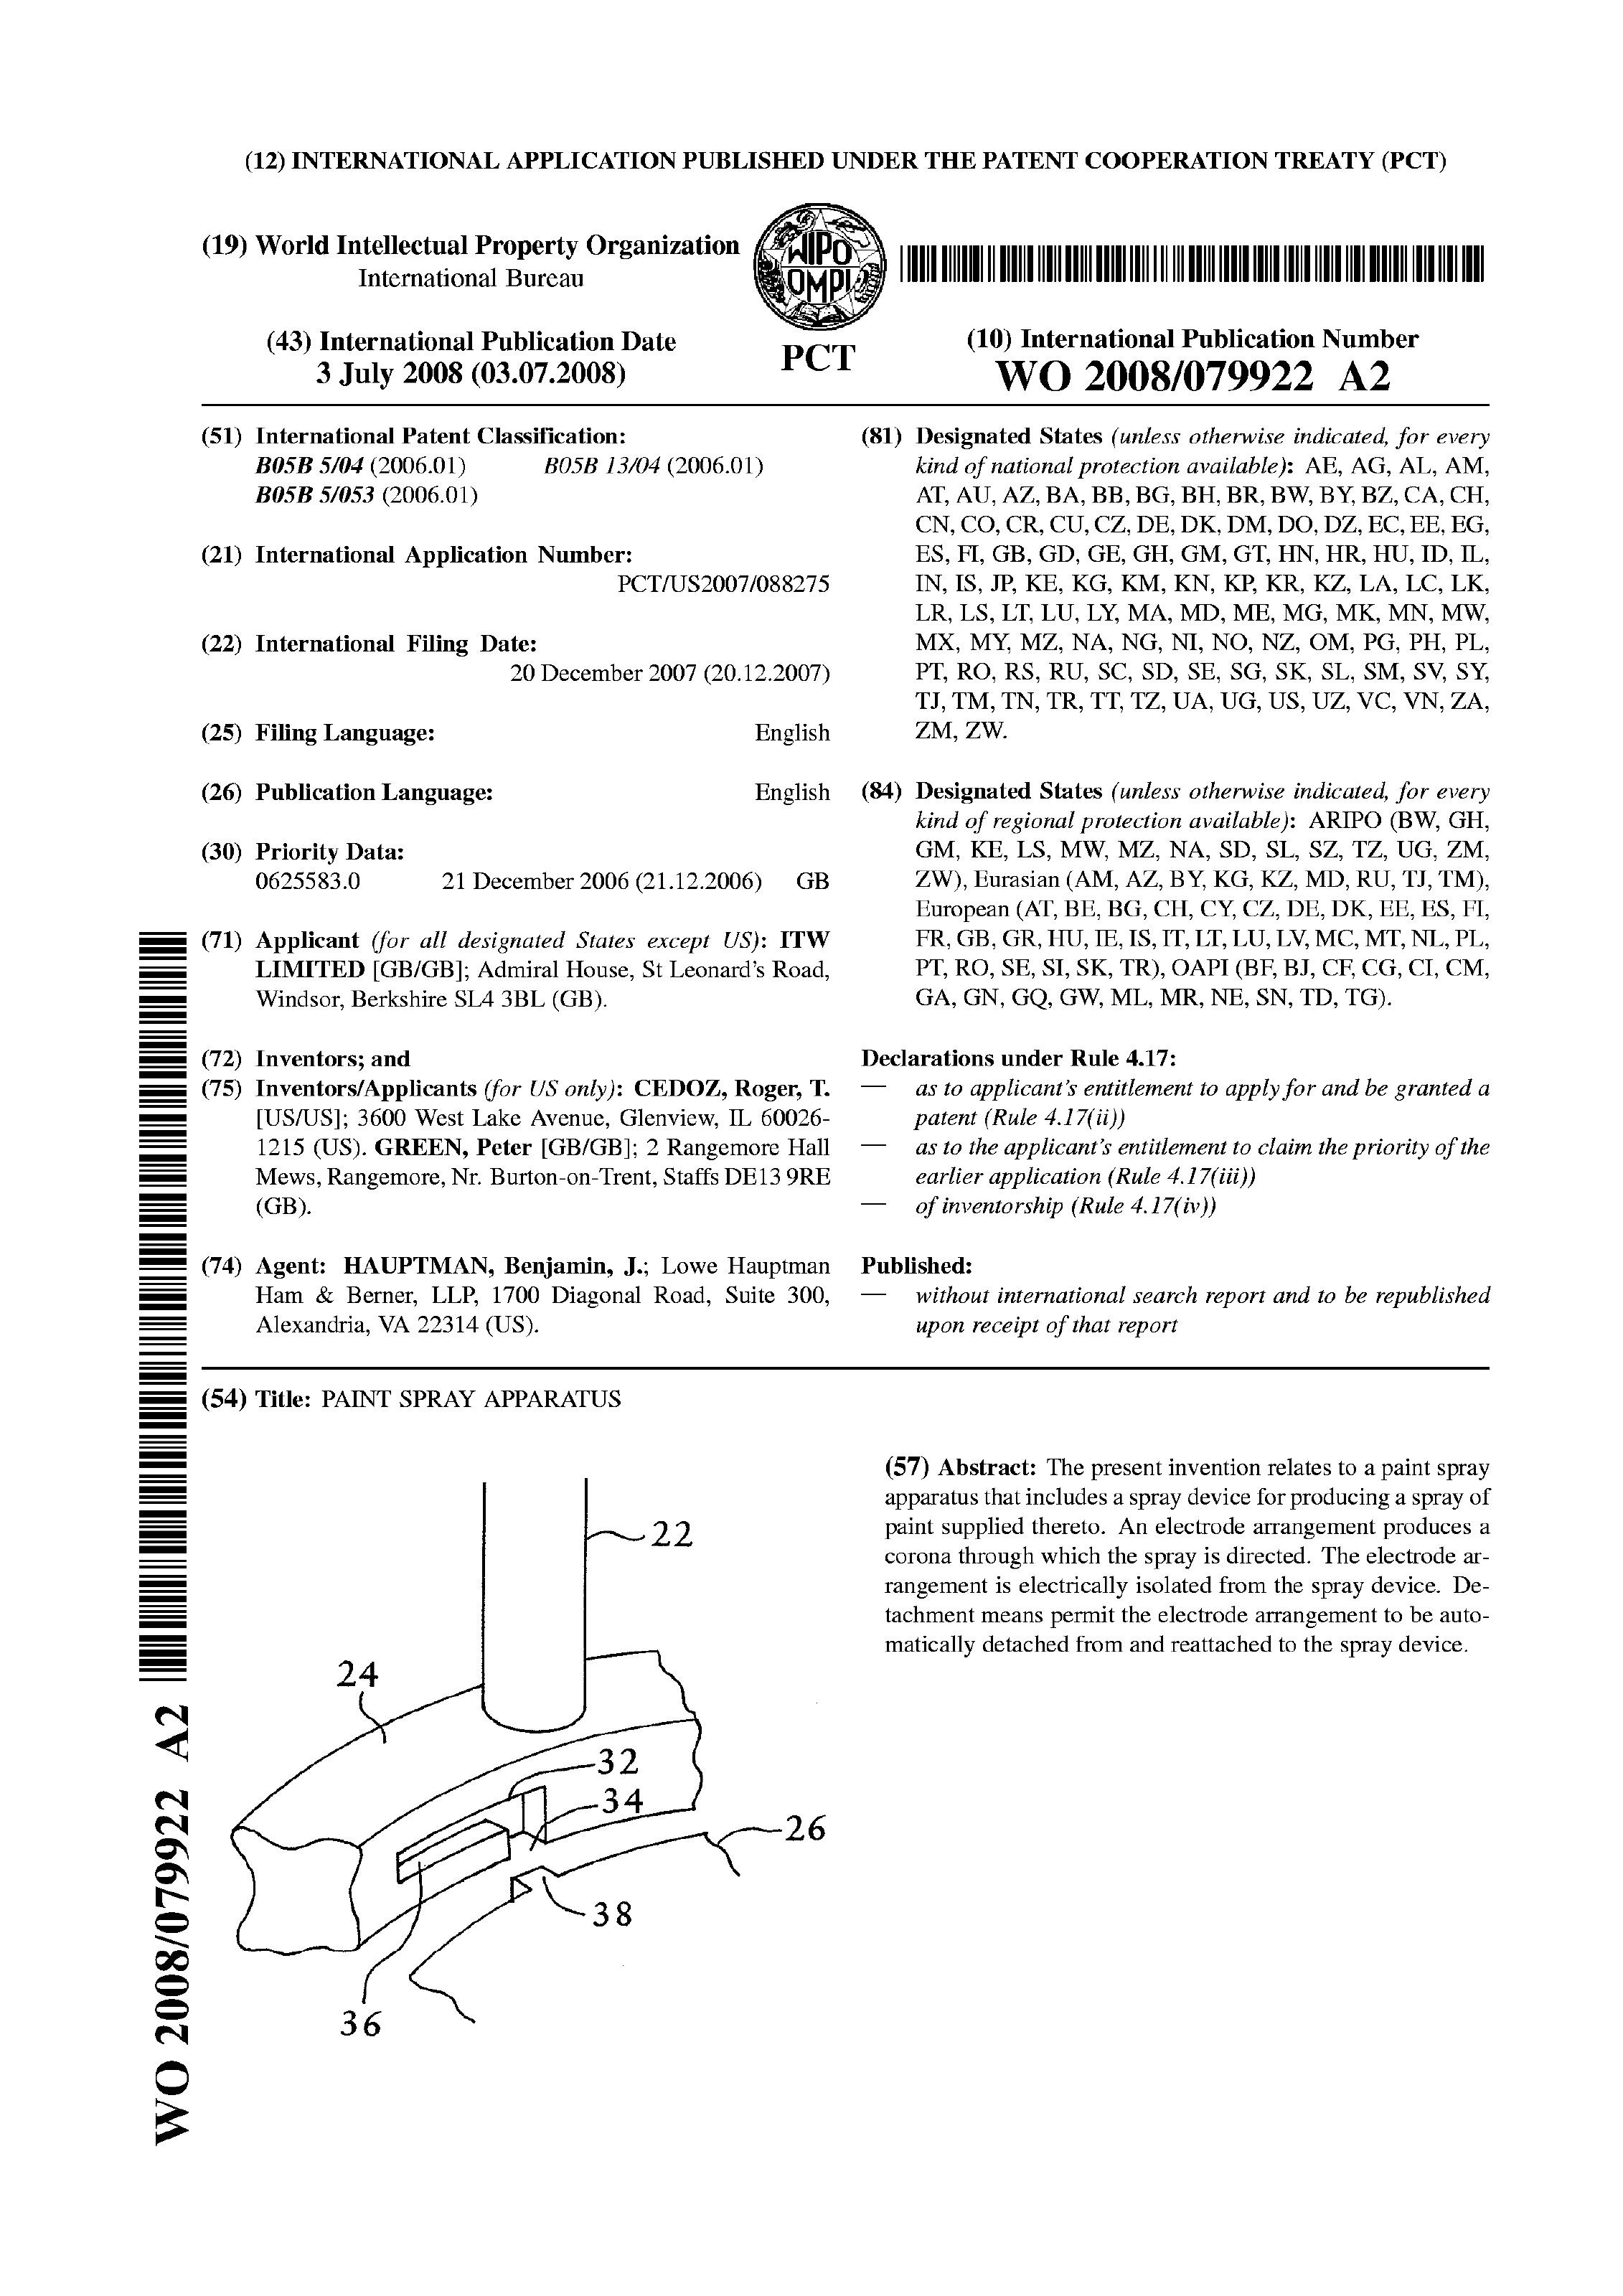 (12) INTERNATIONAL APPLICATION PUBLISHED UNDER THE PATENT COOPERATION TREATY (PCT)
(19) World Intellectual Property Organization
International Bureau
WIPO
OMPI
(43) International Publication Date
3 July 2008 (03.07.2008)
PCT
(10) International Publication Number
WO 2008/079922 A2
(51) International Patent Classification:
B05B 5/04 (2006.01) B05B 13/04 (2006.01)
B05B 5/053 (2006.01)
(21) International Application Number:
PCT/US2007/088275
(22) International Filing Date:
20 December 2007 (20.12.2007)
(25) Filing Language: English
(26) Publication Language: English
(30) Priority Data:
0625583.0 21 December 2006 (21.12.2006) GB
(71) Applicant (for all designated States except US): ITW
LIMITED [GB/GB]; Admiral House, St Leonard's Road,
Windsor, Berkshire SL4 3BL (GB).
(72) Inventors; and
(75) Inventors/Applicants (for US only): CEDOZ, Roger, T.
[US/US]; 3600 West Lake Avenue, Glenview, IL 60026-
1215 (US). GREEN, Peter [GB/GB]; 2 Rangemore Hall
Mews, Rangemore, Nr. Burton-on-Trent, Staffs DE13 9RE
(GB).
(74) Agent: HAUPTMAN, Benjamin, J.; Lowe Hauptman
Ham & Berner, LLP, 1700 Diagonal Road, Suite 300,
Alexandria, VA 22314 (US).
(81) Designated States (unless otherwise indicated, for every
kind of national protection available): AE, AG, AL, AM,
AT, AU, AZ, BA, BB, BG, BH, BR, BW, BY, BZ, CA, CH,
CN, CO, CR, CU, CZ, DE, DK, DM, DO, DZ, EC, EE, EG,
ES, FI, GB, GD, GE, GH, GM, GT, HN, HR, HU, ID, IL,
IN, IS, JP, KE, KG, KM, KN, KP, KR, KZ, LA, LC, LK,
LR, LS, LT, LU, LY, MA, MD, ME, MG, MK, MN, MW,
MX, MY, MZ, NA, NG, NI, NO, NZ, OM, PG, PH, PL,
PT, RO, RS, RU, SC, SD, SE, SG, SK, SL, SM, SV, SY,
TJ, TM, TN, TR, TT, TZ, UA, UG, US, UZ, VC, VN, ZA,
ZM, ZW.
(84) Designated States (unless otherwise indicated, for every
kind of regional protection available): ARIPO (BW, GH,
GM, KE, LS, MW, MZ, NA, SD, SL, SZ, TZ, UG, ZM,
ZW), Eurasian (AM, AZ, BY, KG, KZ, MD, RU, TJ, TM),
European (AT, BE, BG, CH, CY, CZ, DE, DK, EE, ES, FI,
FR, GB, GR, HU, IE, IS, IT, LT, LU, LV, MC, MT, NL, PL,
PT, RO, SE, SI, SK, TR), OAPI (BF, BJ, CF, CG, CI, CM,
GA, GN, GQ, GW, ML, MR, NE, SN, TD, TG).
Declarations under Rule 4.17:
— as to applicant's entitlement to apply for and be granted a
patent (Rule 4.17(ii))
— as to the applicant's entitlement to claim the priority of the
earlier application (Rule 4.17(iii))
— of inventorship (Rule 4.17(iv))
Published:
— without international search report and to be republished
upon receipt of that report
(54) Title: PAINT SPRAY APPARATUS
22
24
32
34
26
38
36
(57) Abstract: The present invention relates to a paint spray
apparatus that includes a spray device for producing a spray of
paint supplied thereto. An electrode arrangement produces a
corona through which the spray is directed. The electrode ar-
rangement is electrically isolated from the spray device. De-
tachment means permit the electrode arrangement to be auto-
matically detached from and reattached to the spray device.
WO 2008/079922 A2